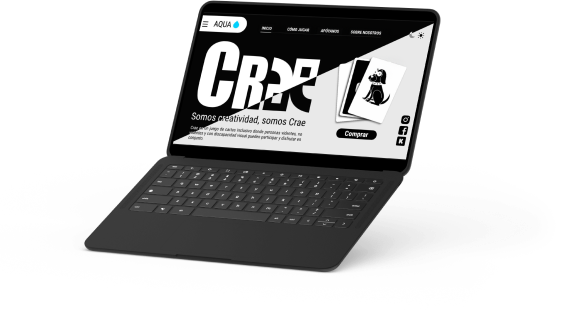 AQUA
INICIO CÓMO JUGAR APÓYANOS SOBRE NOSOTROS
Crae
Somos creatividad, somos Crae
Crae es un juego de cartas inclusivo donde personas videntes, no
videntes y con discapacidad visual pueden participar y disfrutar en
conjunto.
Comprar